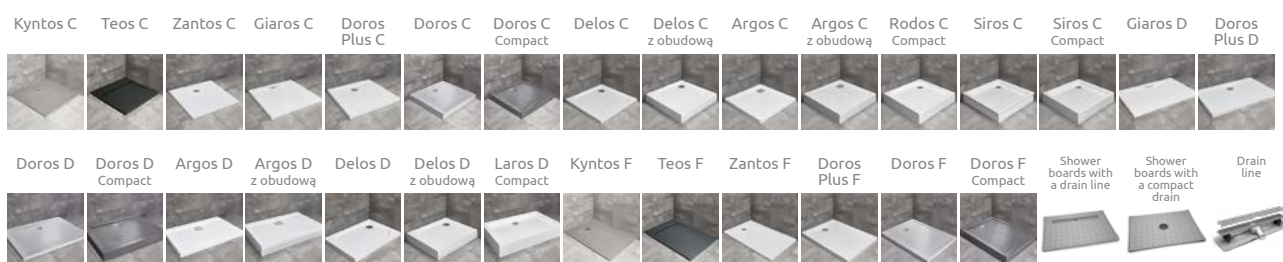 Kyntos C
Teos C
Zantos C
Giaros C
Doros
Plus C
Doros C
Doros C
Compact
Delos C
Delos C
z obudową
Argos C
Argos C
z obudową
Rodos C
Compact
Siros C
Siros C
Compact
Giaros D
Doros
Plus D
Doros D
Doros D
Compact
Argos D
Argos D
z obudową
Delos D
Delos D
z obudową
Laros D
Compact
Kyntos F
Teos F
Zantos F
Doros
Plus F
Doros F
Doros F
Compact
Shower
boards with
a drain line
Shower
boards with
a compact
drain
Drain
line